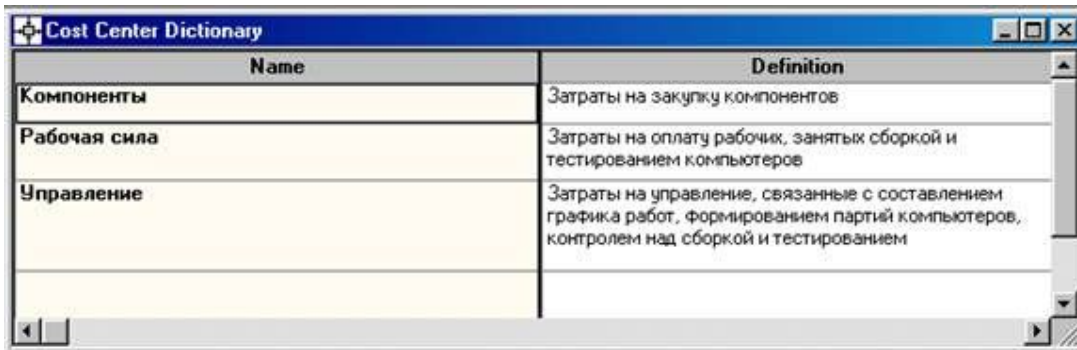 Cost Center Dictionary
Name Definition
Компоненты Затраты на закупку компонентов
Рабочая сила Затраты на оплату рабочих, занятых сборкой и
тестированием компьютеров
Управление Затраты на управление, связанные с составлением
графика работ, формированием партий компьютеров,
контролем над сборкой и тестированием